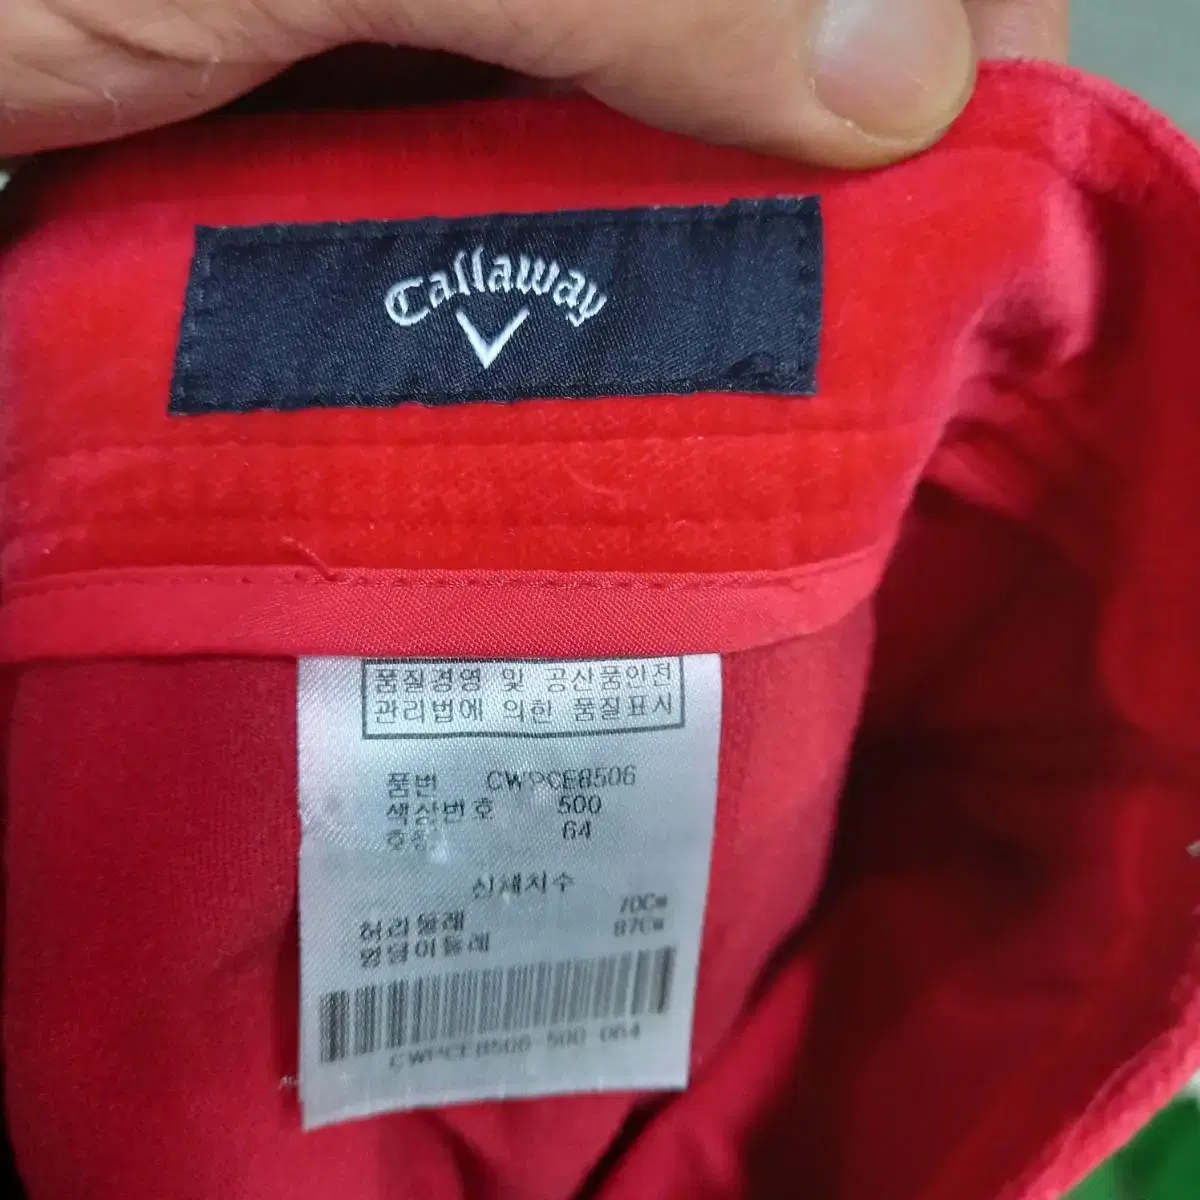 Callaway
품질경영 및 공산품안전
관리법에 의한 품질표시
품번 CWPCE8506
색상번호 500
호칭 64
신체치수
허리둘레 70Cm
엉덩이둘레 87Cm
CWPCE8506 500 064